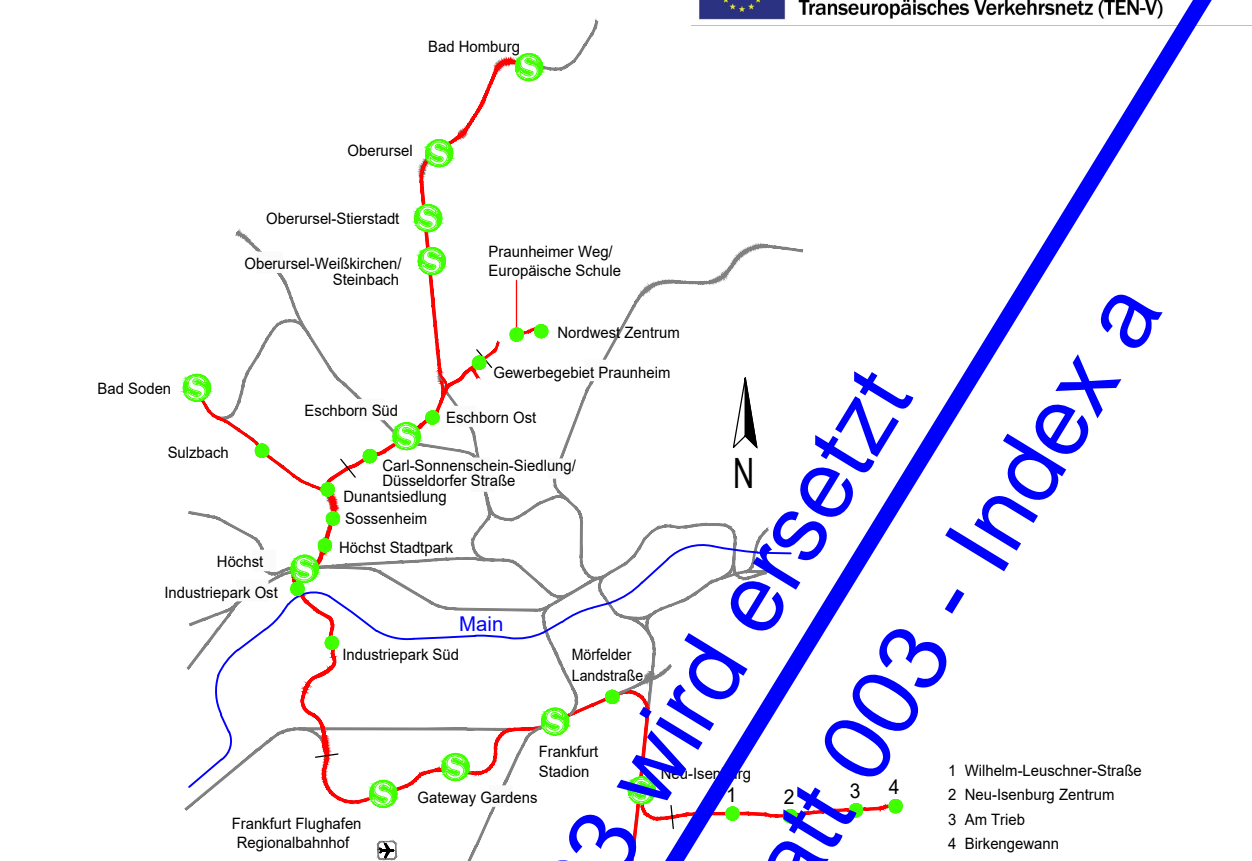 Transeuropäisches Verkehrsnetz (TEN-V)
Bad Homburg
Oberursel
Oberursel-Stierstadt
Oberursel-Weißkirchen/
Steinbach
Praunheimer Weg/
Europäische Schule
Nordwest Zentrum
Gewerbegebiet Praunheim
Bad Soden
Eschborn Süd
Eschborn Ost
Sulzbach
Carl-Sonnenschein-Siedlung/
Düsseldorfer Straße
Dunantsiedlung
Sossenheim
Höchst Stadtpark
Höchst
Industriepark Ost
Main
Industriepark Süd
Mörfelder
Landstraße
Frankfurt
Stadion
Gateway Gardens
Frankfurt Flughafen
Regionalbahnhof
Neu-Isenburg
1
2
3
4
N
1 Wilhelm-Leuschner-Straße
2 Neu-Isenburg Zentrum
3 Am Trieb
4 Birkengewann
wird ersetzt
003 - Index a